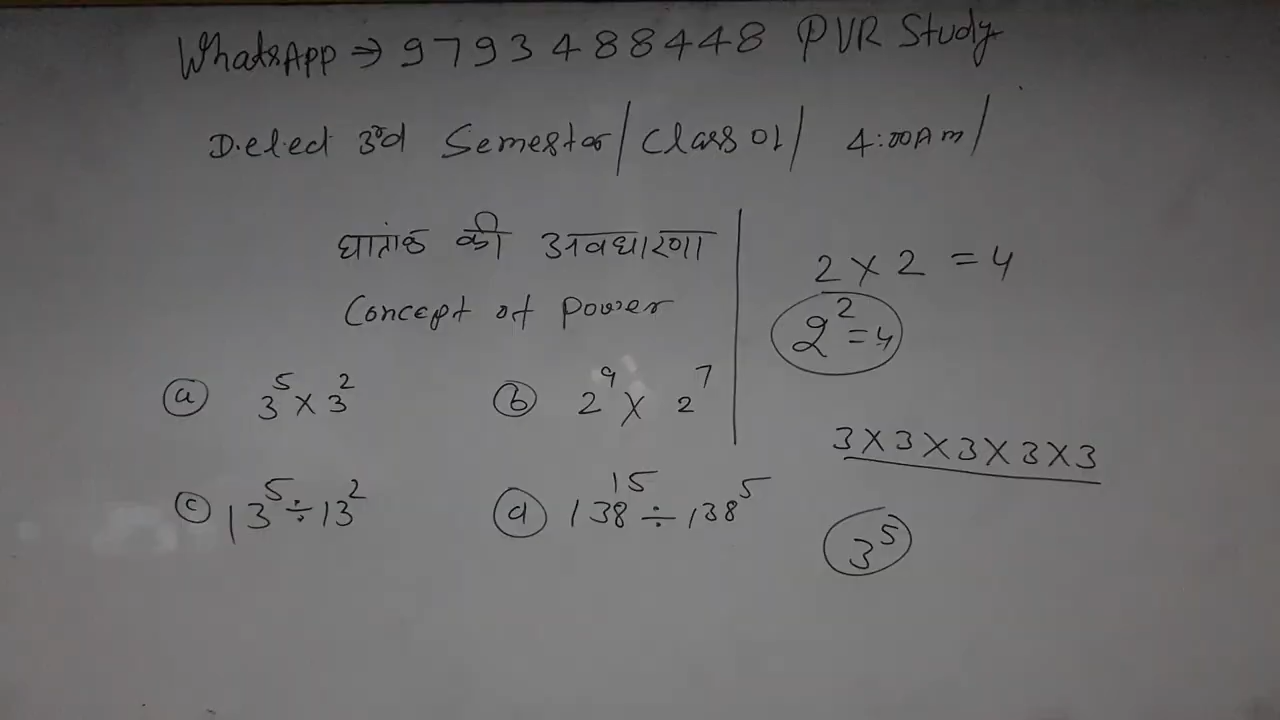 WhatsApp ⇒ 9793488448 PVR Study
D.el.ed 3rd Semester/Class 01/ 4:00AM/
घातांक की अवधारणा
Concept of Power
ⓐ 3⁵ × 3²
ⓑ 2⁹ × 2⁷
ⓒ 13⁵ ÷ 13²
ⓓ 138¹⁵ ÷ 138⁵
2 × 2 = 4
2² = 4
3×3×3×3×3
3⁵